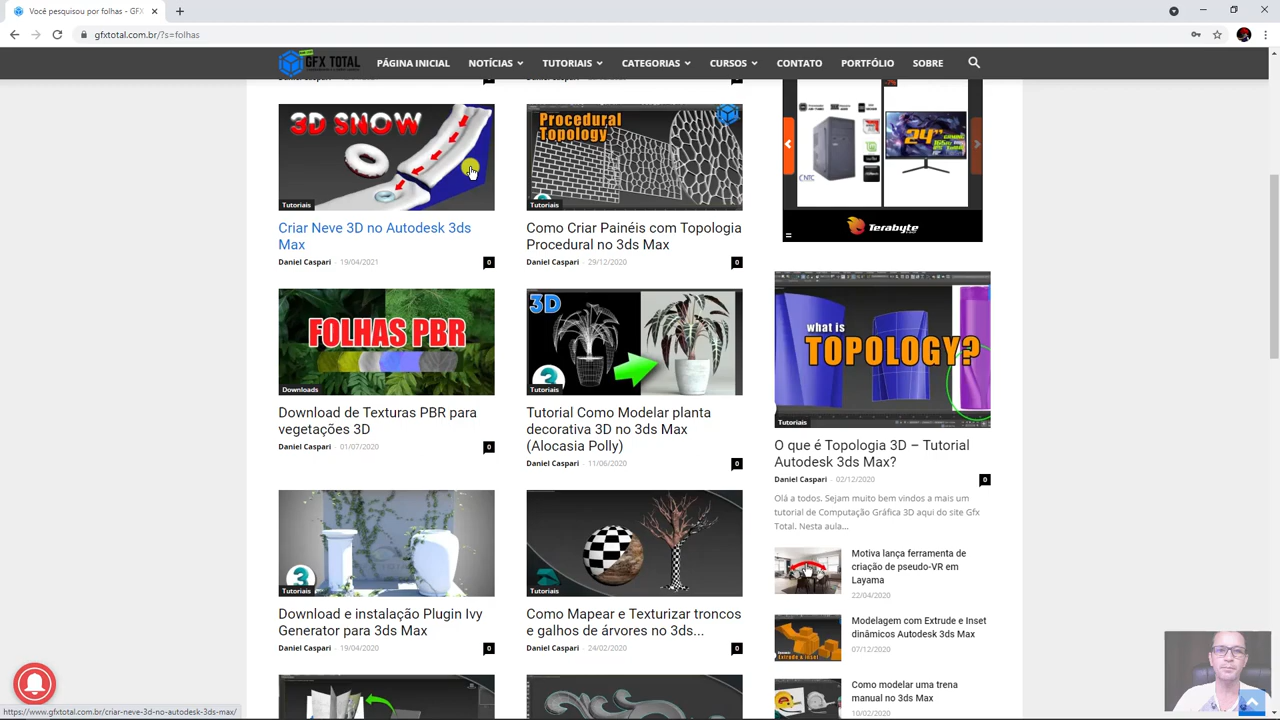 Você pesquisou por folhas - GFX
gfxtotal.com.br/?s=folhas
GFX TOTAL
PÁGINA INICIAL
NOTÍCIAS
TUTORIAIS
CATEGORIAS
CURSOS
CONTATO
PORTFÓLIO
SOBRE
3D SNOW
Tutoriais
Criar Neve 3D no Autodesk 3ds
Max
Daniel Caspari - 19/04/2021
0
Procedural
Topology
Tutoriais
Como Criar Painéis com Topologia
Procedural no 3ds Max
Daniel Caspari - 29/12/2020
0
24"
Terabyte
FOLHAS PBR
Downloads
Download de Texturas PBR para
vegetações 3D
Daniel Caspari - 01/07/2020
0
3D
3
Tutoriais
Tutorial Como Modelar planta
decorativa 3D no 3ds Max
(Alocasia Polly)
Daniel Caspari - 11/06/2020
0
what is
TOPOLOGY?
Tutoriais
O que é Topologia 3D – Tutorial
Autodesk 3ds Max?
Daniel Caspari - 02/12/2020
0
Olá a todos. Sejam muito bem vindos a mais um
tutorial de Computação Gráfica 3D aqui do site Gfx
Total. Nesta aula...
3
Tutoriais
Download e instalação Plugin Ivy
Generator para 3ds Max
Daniel Caspari - 19/04/2020
0
Tutoriais
Como Mapear e Texturizar troncos
e galhos de árvores no 3ds...
Daniel Caspari - 24/02/2020
0
Motiva lança ferramenta de
criação de pseudo-VR em
Layama
22/04/2020
Extrude & Inset
Modelagem com Extrude e Inset
dinâmicos Autodesk 3ds Max
07/12/2020
Como modelar uma trena
manual no 3ds Max
10/02/2020
https://www.gfxtotal.com.br/criar-neve-3d-no-autodesk-3ds-max/